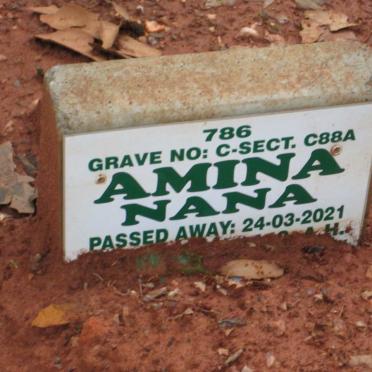 786
GRAVE NO: C-SECT. C88A
AMINA
NANA
PASSED AWAY: 24-03-2021
A.H.